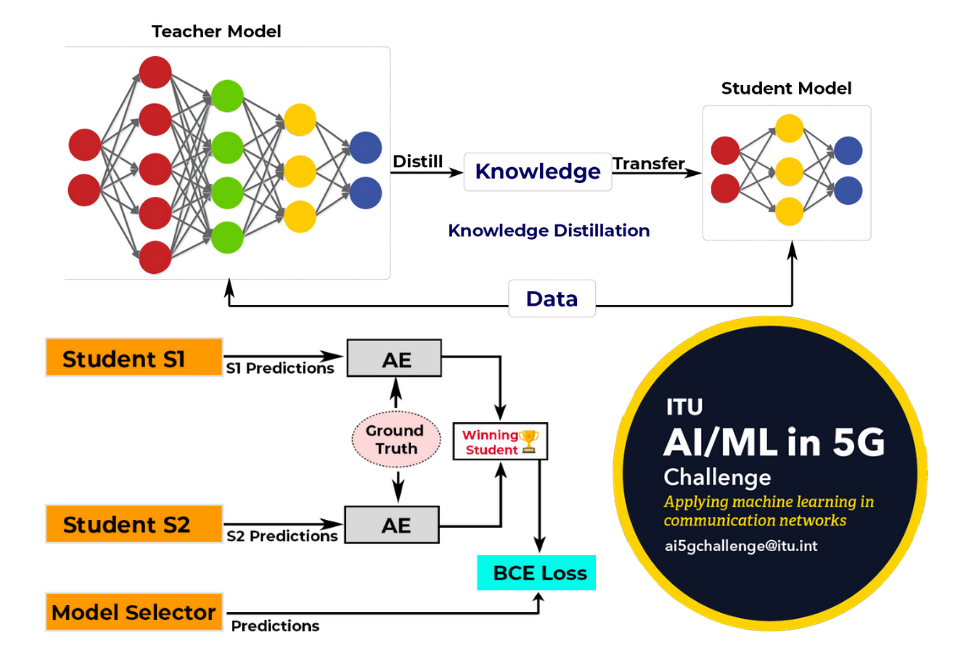 Teacher Model
Student Model
Distill
Knowledge
Transfer
Knowledge Distillation
Data
Student S1
S1 Predictions
AE
Ground
Truth
Winning
Student
Student S2
S2 Predictions
AE
BCE Loss
Model Selector
Predictions
ITU
AI/ML in 5G
Challenge
Applying machine learning in
communication networks
ai5gchallenge@itu.int